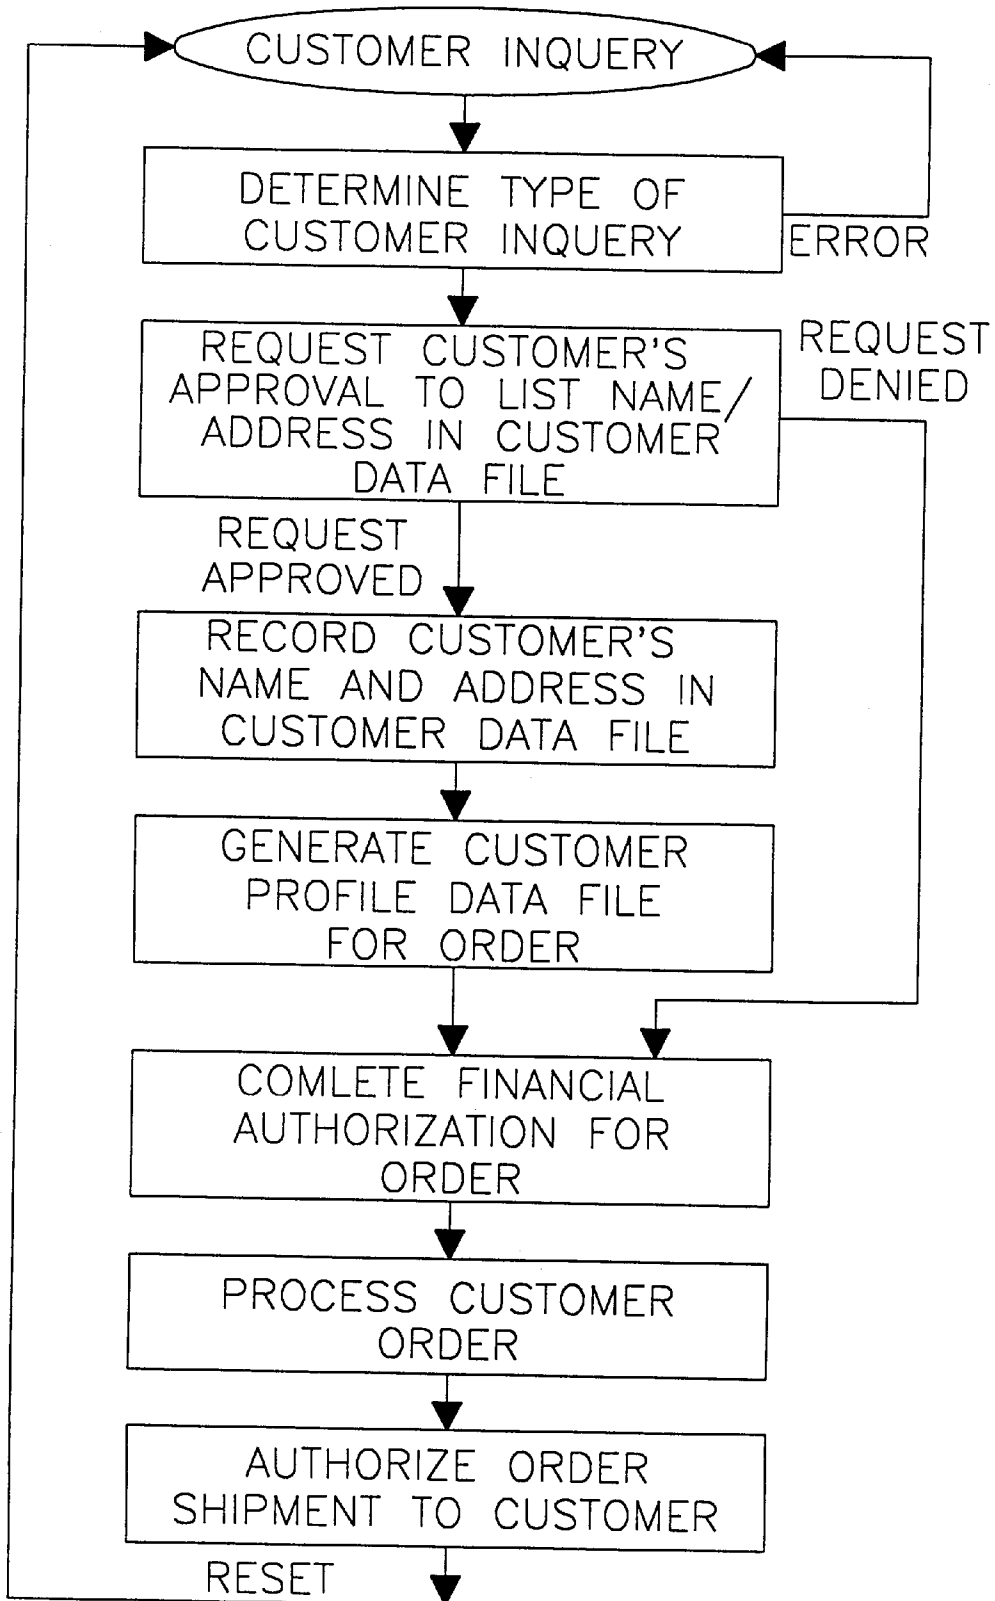 CUSTOMER INQUERY
DETERMINE TYPE OF
CUSTOMER INQUERY
ERROR
REQUEST CUSTOMER'S
APPROVAL TO LIST NAME/
ADDRESS IN CUSTOMER
DATA FILE
REQUEST
DENIED
REQUEST
APPROVED
RECORD CUSTOMER'S
NAME AND ADDRESS IN
CUSTOMER DATA FILE
GENERATE CUSTOMER
PROFILE DATA FILE
FOR ORDER
COMLETE FINANCIAL
AUTHORIZATION FOR
ORDER
PROCESS CUSTOMER
ORDER
AUTHORIZE ORDER
SHIPMENT TO CUSTOMER
RESET